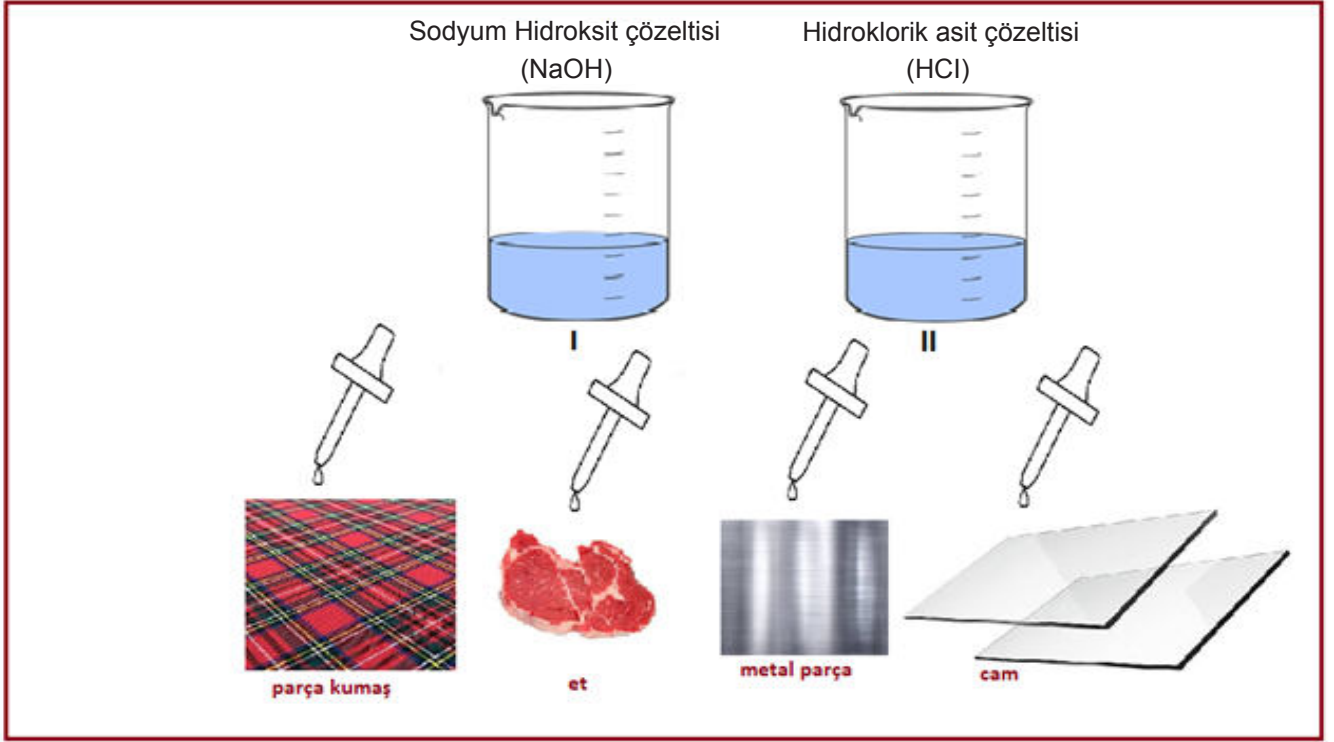 Sodyum Hidroksit çözeltisi
(NaOH)
Hidroklorik asit çözeltisi
(HCI)
I
II
parça kumaş
et
metal parça
cam